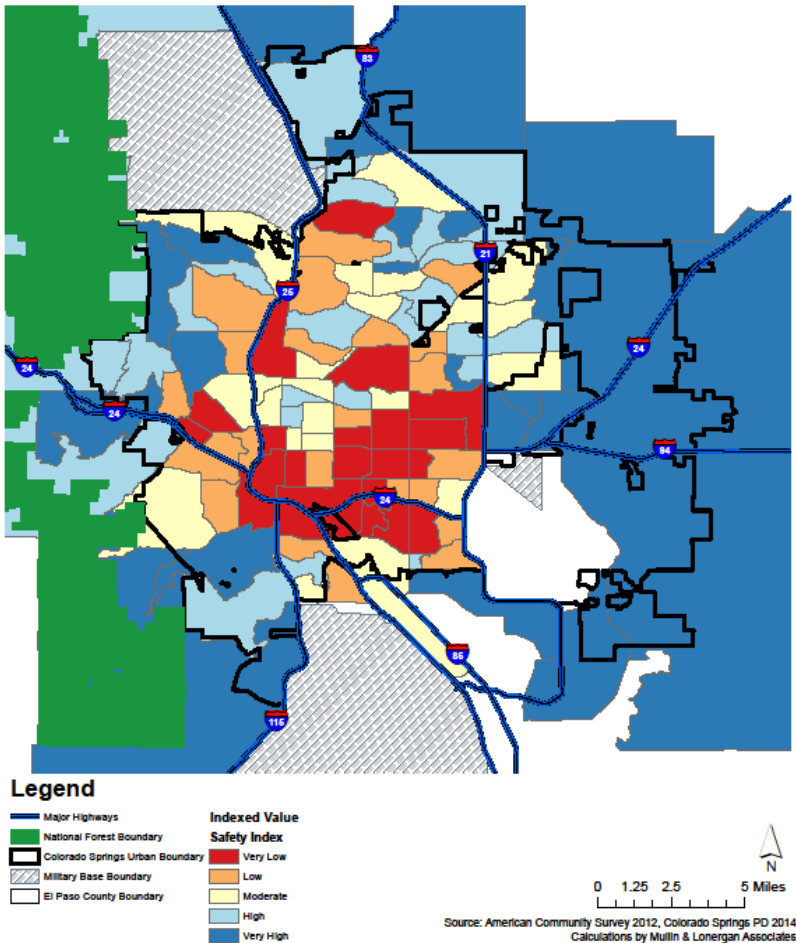 83
21
25
24
24
24
94
24
85
115
Legend
Major Highways
National Forest Boundary
Colorado Springs Urban Boundary
Military Base Boundary
El Paso County Boundary
Indexed Value
Safety Index
Very Low
Low
Moderate
High
Very High
N
0 1.25 2.5 5 Miles
Source: American Community Survey 2012, Colorado Springs PD 2014
Calculations by Mullin & Lonergan Associates